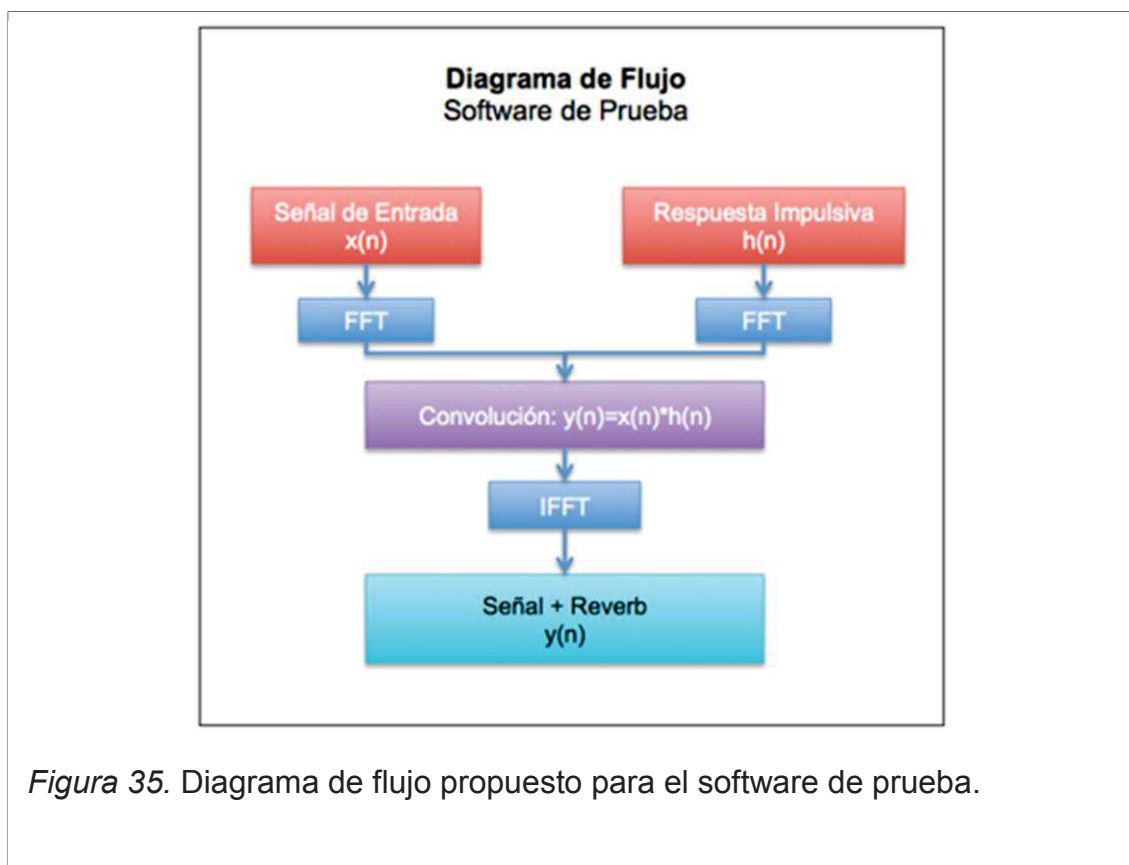 Diagrama de Flujo
Software de Prueba
Señal de Entrada
x(n)
Respuesta Impulsiva
h(n)
FFT
FFT
Convolución: y(n)=x(n)*h(n)
IFFT
Señal + Reverb
y(n)
Figura 35. Diagrama de flujo propuesto para el software de prueba.